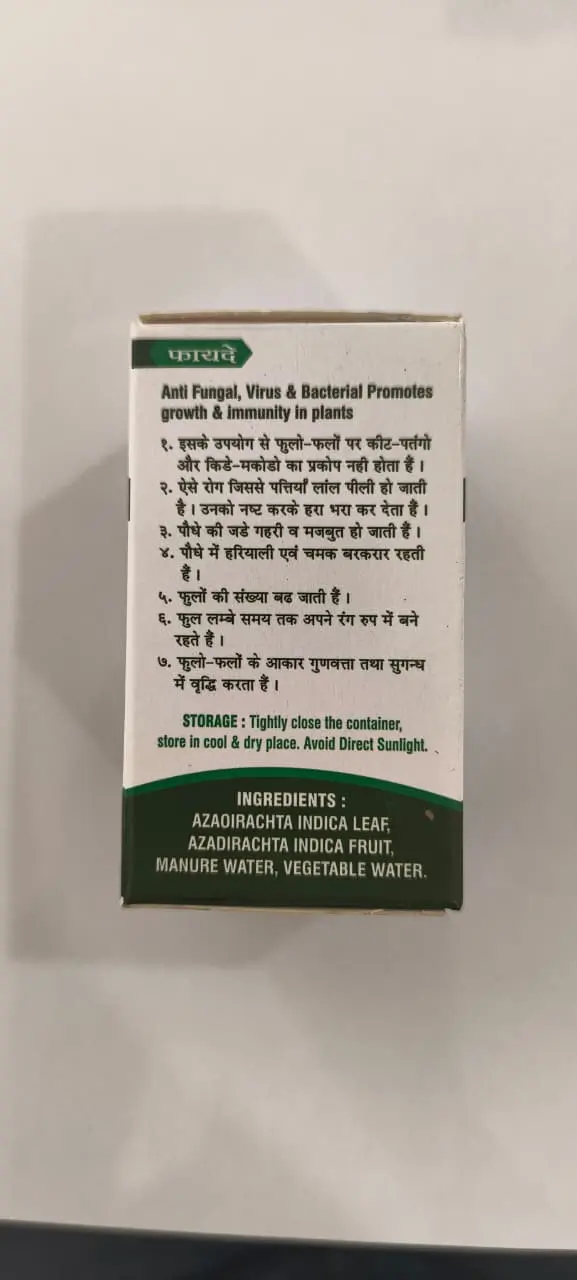 फायदे
Anti Fungal, Virus & Bacterial Promotes
growth & immunity in plants
१. इसके उपयोग से फुलो-फलों पर कीट-पतंगो
और किडे-मकोडो का प्रकोप नही होता हैं ।
२. ऐसे रोग जिससे पत्तियाँ लांल पीली हो जाती
है । उनको नष्ट करके हरा भरा कर देता हैं ।
३. पौधे की जडे गहरी व मजबुत हो जाती हैं ।
४. पौधे में हरियाली एवं चमक बरकरार रहती
हैं ।
५. फुलों की संख्या बढ जाती हैं ।
६. फुल लम्बे समय तक अपने रंग रुप में बने
रहते हैं ।
७. फुलो-फलों के आकार गुणवत्ता तथा सुगन्ध
में वृद्धि करता हैं ।
STORAGE : Tightly close the container,
store in cool & dry place. Avoid Direct Sunlight.
INGREDIENTS :
AZAOIRACHTA INDICA LEAF,
AZADIRACHTA INDICA FRUIT,
MANURE WATER, VEGETABLE WATER.